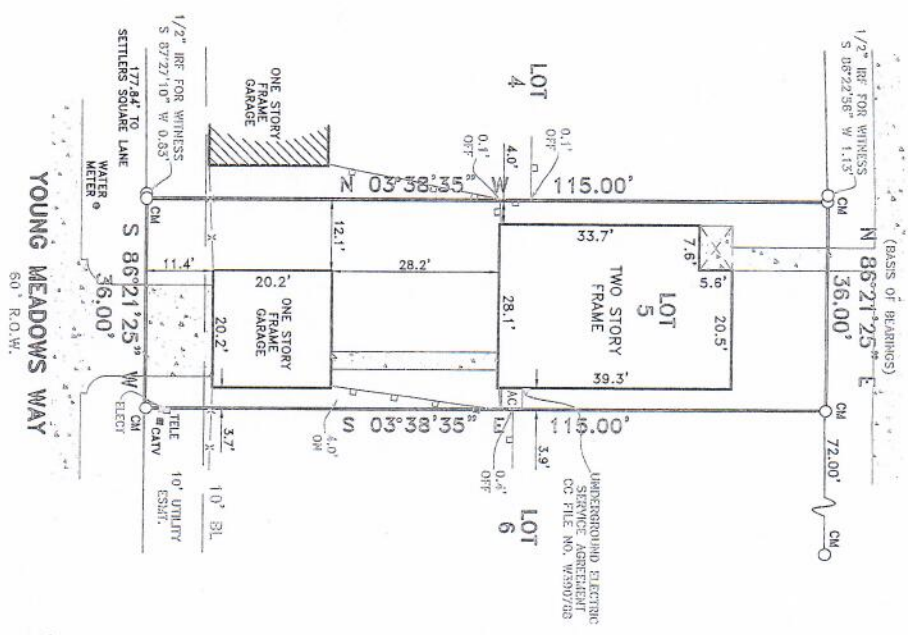 (BASIS OF BEARINGS)
N 86°21'25" E
36.00'
72.00'
1/2" IRF FOR WITNESS
S 86°22'56" W 1.13'
CM
CM
CM
LOT
4
0.1'
OFF
4.0'
0.1'
OFF
N 03°38'35" W
115.00'
33.7'
7.6'
5.6'
20.5'
LOT
5
TWO STORY
FRAME
28.1'
39.3'
AC
S 03°38'35" E
115.00'
3.9'
0.4'
OFF
LOT
6
UNDERGROUND ELECTRIC
SERVICE AGREEMENT
CC FILE NO. W390788
ONE STORY
FRAME
GARAGE
12.1'
28.2'
20.2'
ONE STORY
FRAME
GARAGE
20.2'
11.4'
4.0'
ON
3.7'
10' BL
10' UTILITY
ESMT.
TELE
CATV
ELECT
CM
CM
1/2" IRF FOR WITNESS
S 87°27'10" W 0.83'
177.84' TO
SETTLERS SQUARE LANE
WATER
METER
S 86°21'25" W
36.00'
YOUNG MEADOWS WAY
60' R.O.W.